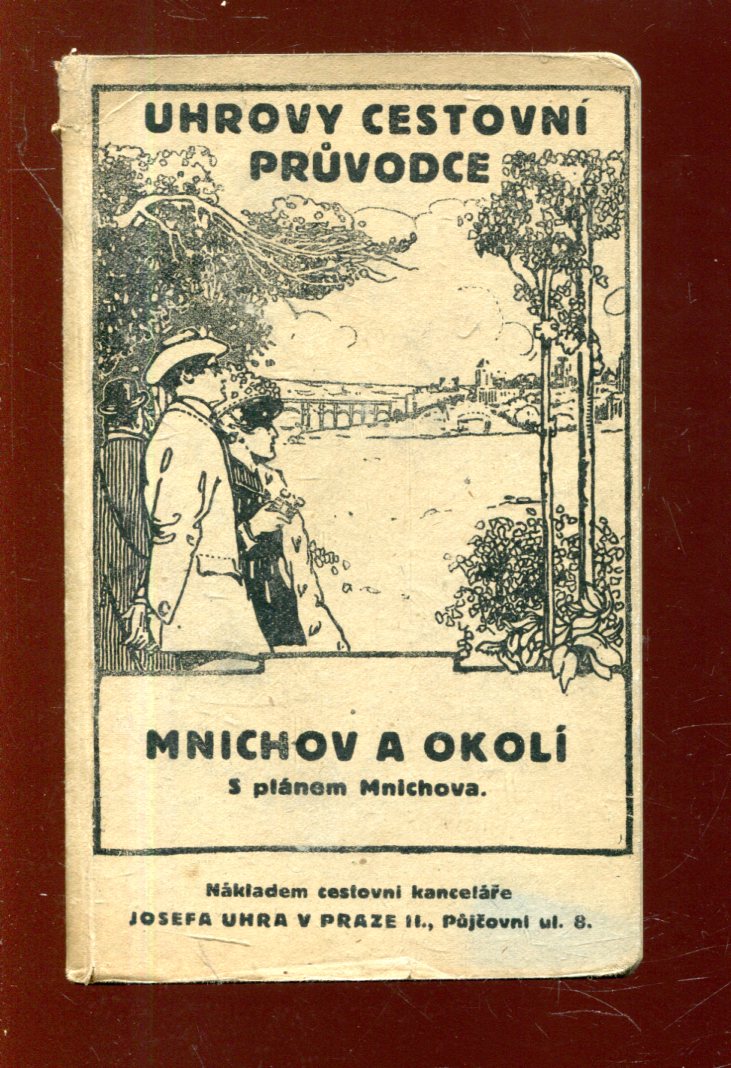 UHROVY CESTOVNÍ
PRŮVODCE
MNICHOV A OKOLÍ
S plánem Mnichova.
Nákladem cestovní kanceláře
JOSEFA UHRA V PRAZE II., Půjčovní ul. 8.